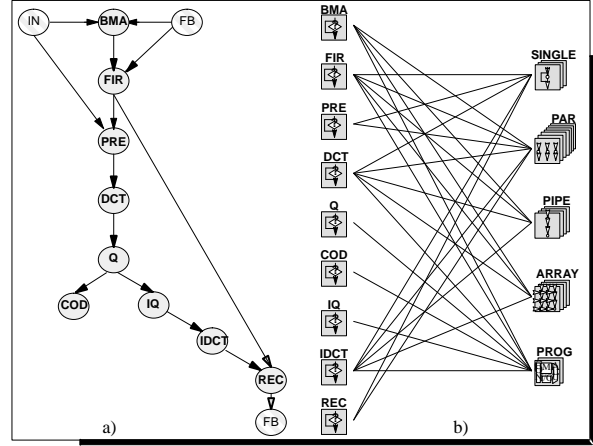 IN
BMA
FB
FIR
PRE
DCT
Q
COD
IQ
IDCT
REC
FB
a)
BMA
FIR
PRE
DCT
Q
COD
IQ
IDCT
REC
SINGLE
PAR
PIPE
ARRAY
PROG
b)